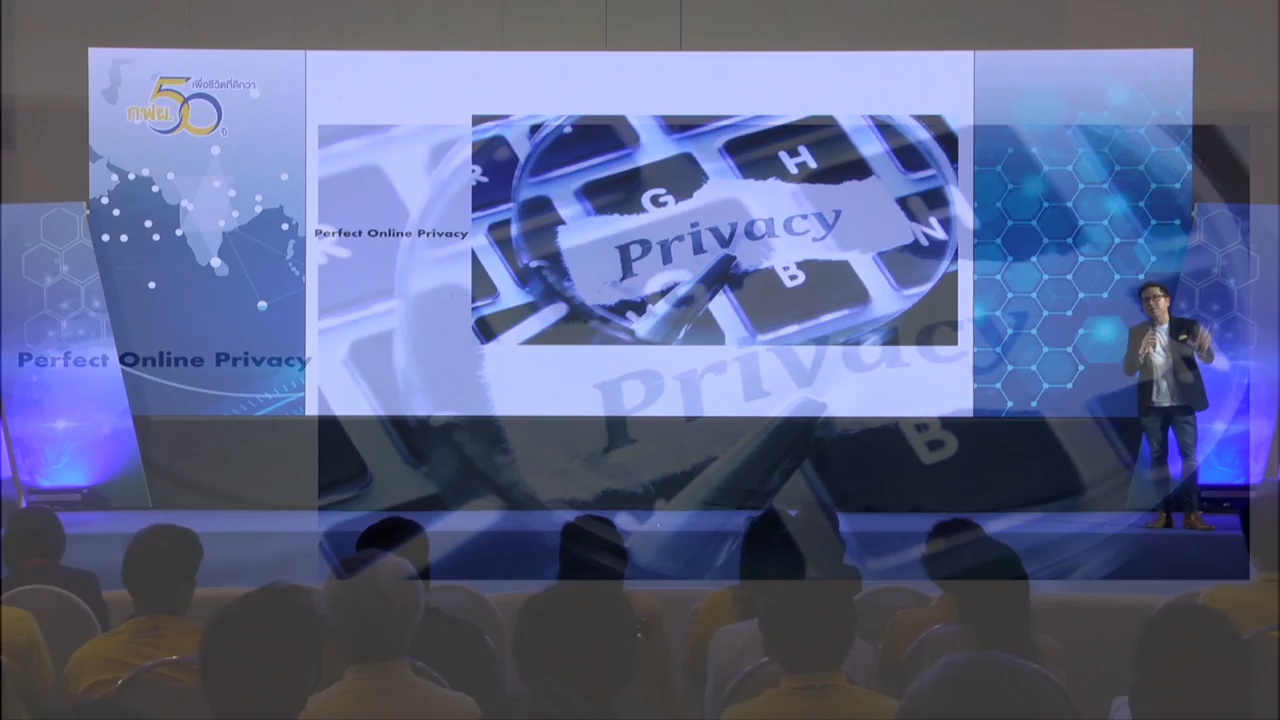 เพื่อชีวิตที่ดีกว่า
กฟผ. 50 ปี
Perfect Online Privacy
R
G
H
Privacy
N
B
Perfect Online Privacy
Privacy
B